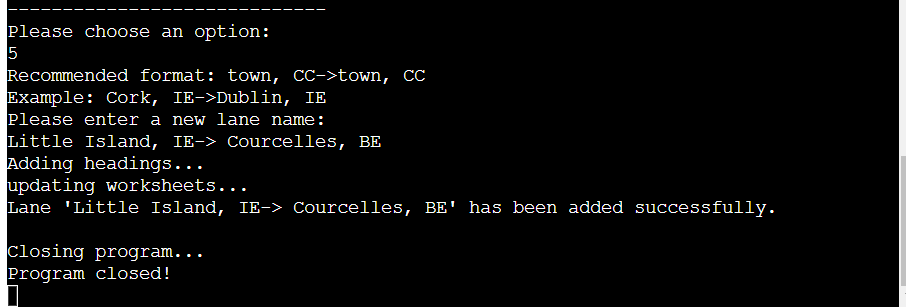 -----------------------------
Please choose an option:
5
Recommended format: town, CC->town, CC
Example: Cork, IE->Dublin, IE
Please enter a new lane name:
Little Island, IE-> Courcelles, BE
Adding headings...
updating worksheets...
Lane 'Little Island, IE-> Courcelles, BE' has been added successfully.
Closing program...
Program closed!